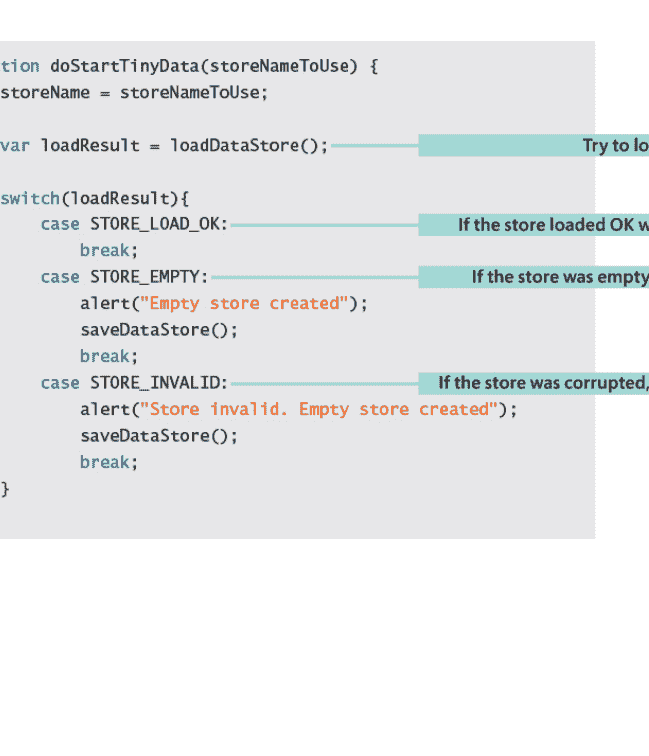 tion doStartTinyData(storeNameToUse) {
storeName = storeNameToUse;
var loadResult = loadDataStore();
Try to lo
switch(loadResult){
case STORE_LOAD_OK:
If the store loaded OK w
break;
case STORE_EMPTY:
If the store was empty
alert("Empty store created");
saveDataStore();
break;
case STORE_INVALID:
If the store was corrupted,
alert("Store invalid. Empty store created");
saveDataStore();
break;
}